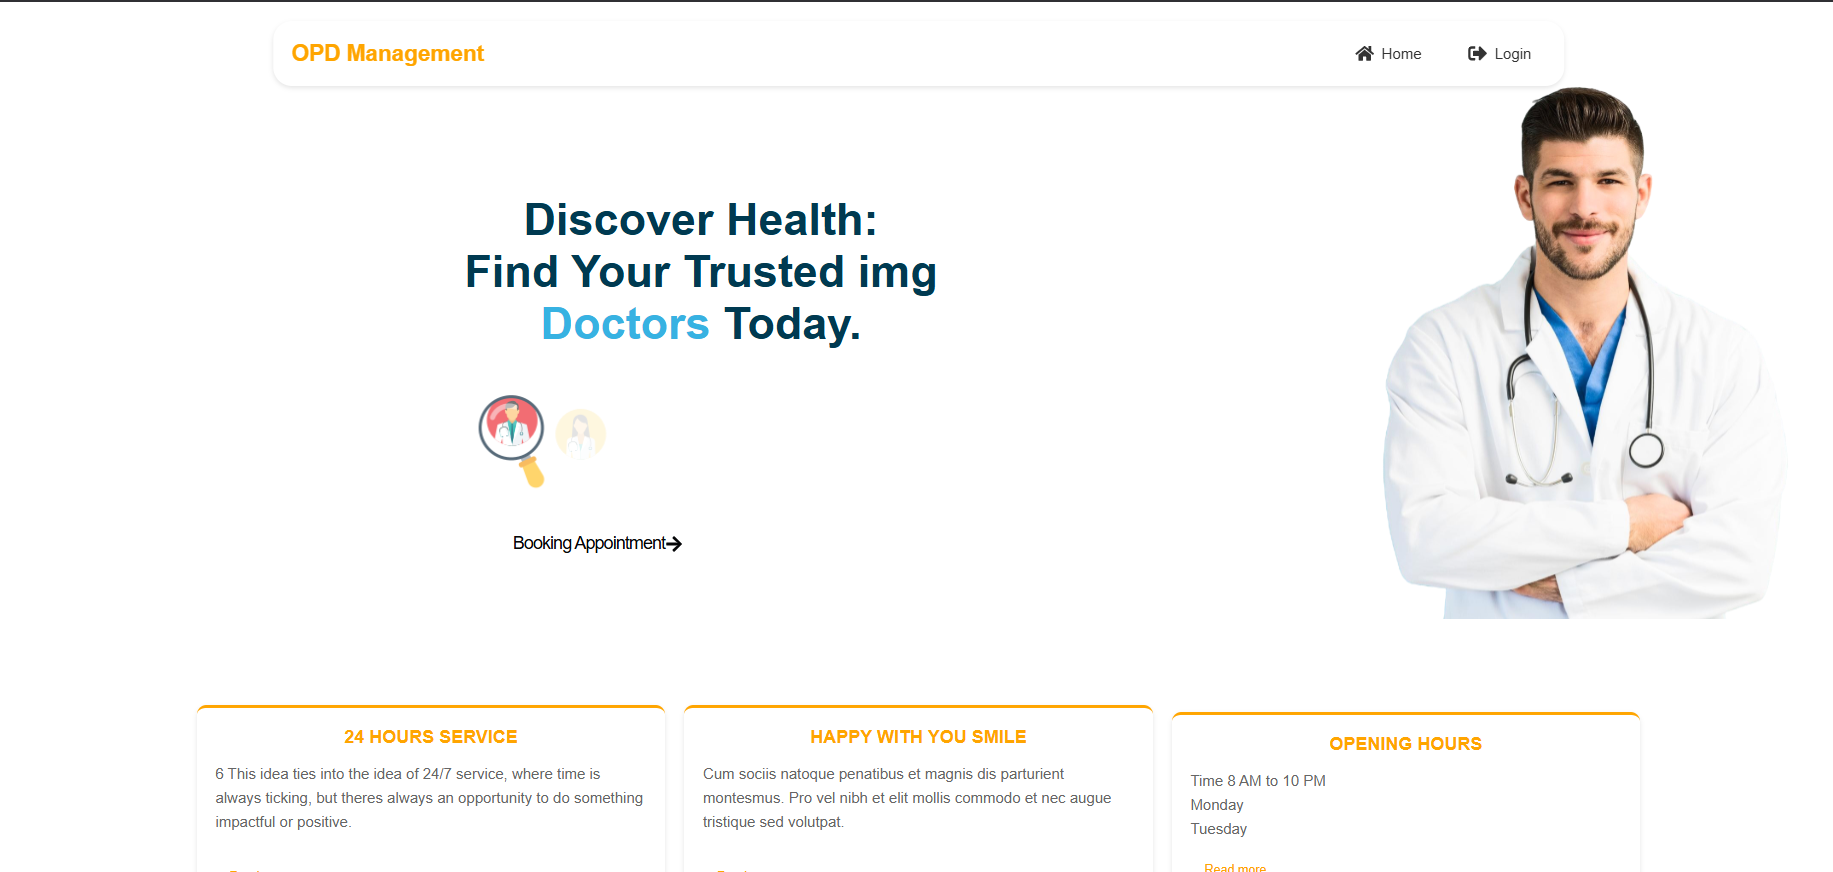 OPD Management
Home
Login
Discover Health:
Find Your Trusted img
Doctors Today.
Booking Appointment
24 HOURS SERVICE
6 This idea ties into the idea of 24/7 service, where time is
always ticking, but theres always an opportunity to do something
impactful or positive.
HAPPY WITH YOU SMILE
Cum sociis natoque penatibus et magnis dis parturient
montesmus. Pro vel nibh et elit mollis commodo et nec augue
tristique sed volutpat.
OPENING HOURS
Time 8 AM to 10 PM
Monday
Tuesday
Read more